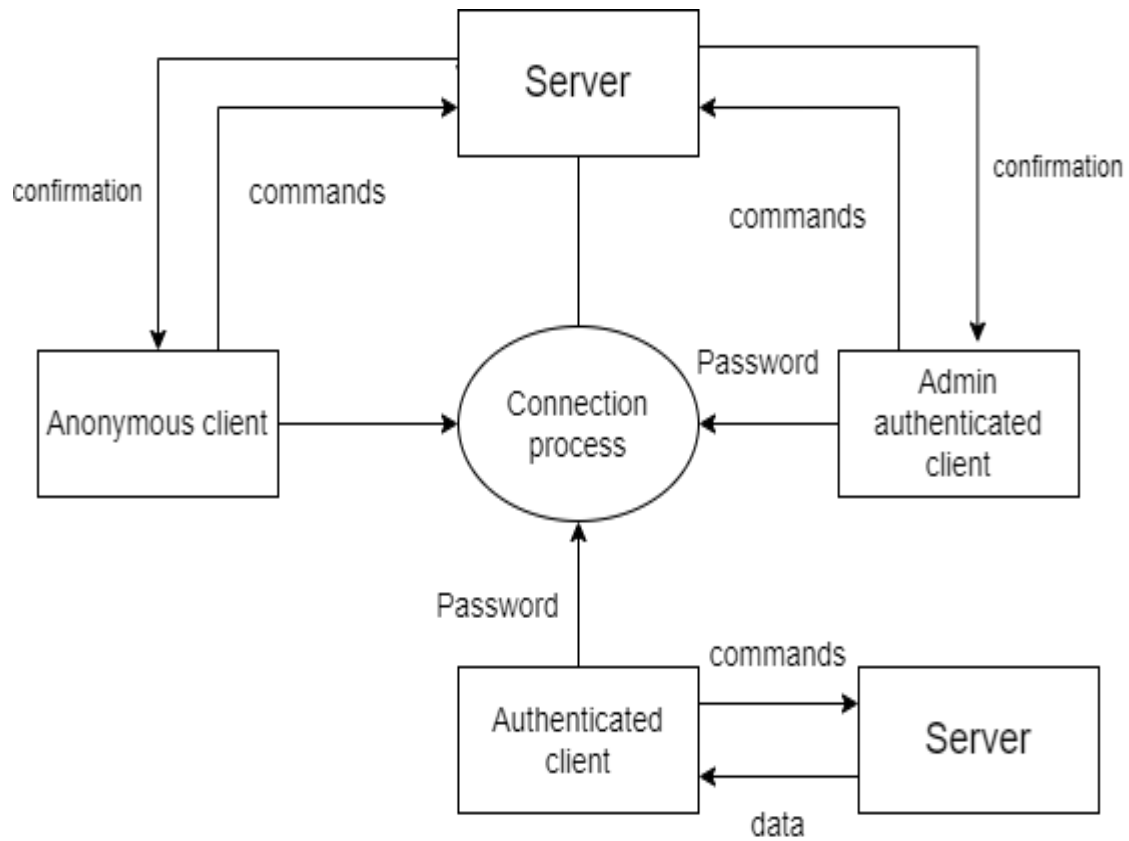 Server
confirmation
commands
commands
confirmation
Anonymous client
Connection
process
Password
Admin
authenticated
client
Password
Authenticated
client
commands
Server
data